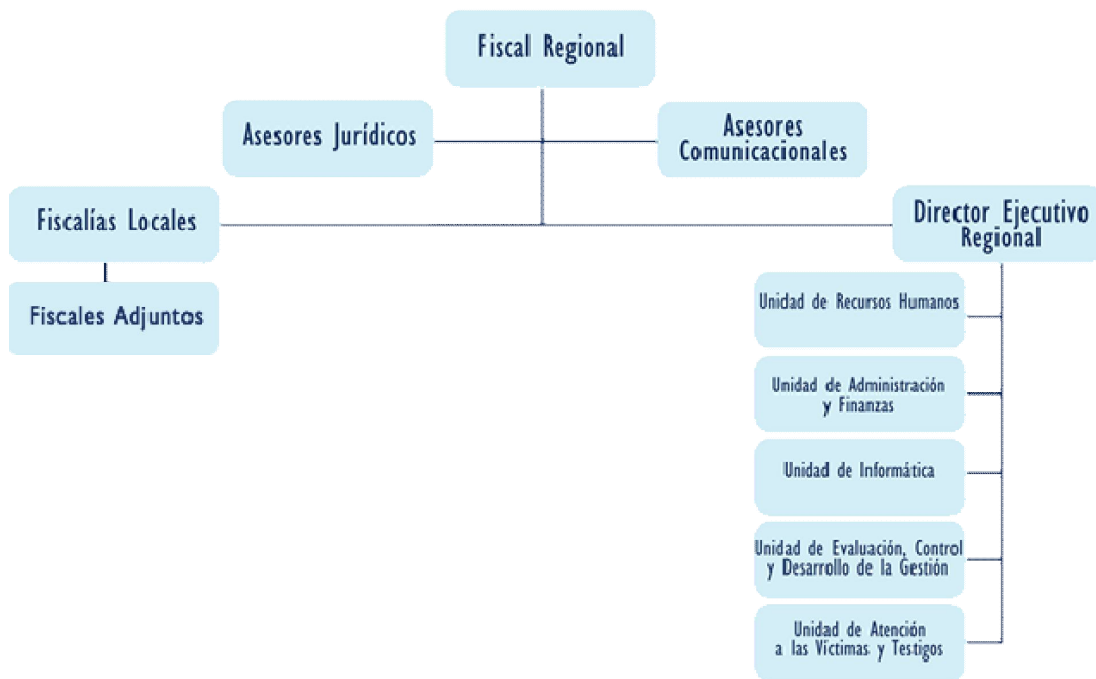 Fiscal Regional
Asesores Jurídicos
Asesores
Comunicacionales
Fiscalías Locales
Director Ejecutivo
Regional
Fiscales Adjuntos
Unidad de Recursos Humanos
Unidad de Administración
y Finanzas
Unidad de Informática
Unidad de Evaluación, Control
y Desarrollo de la Gestión
Unidad de Atención
a las Víctimas y Testigos